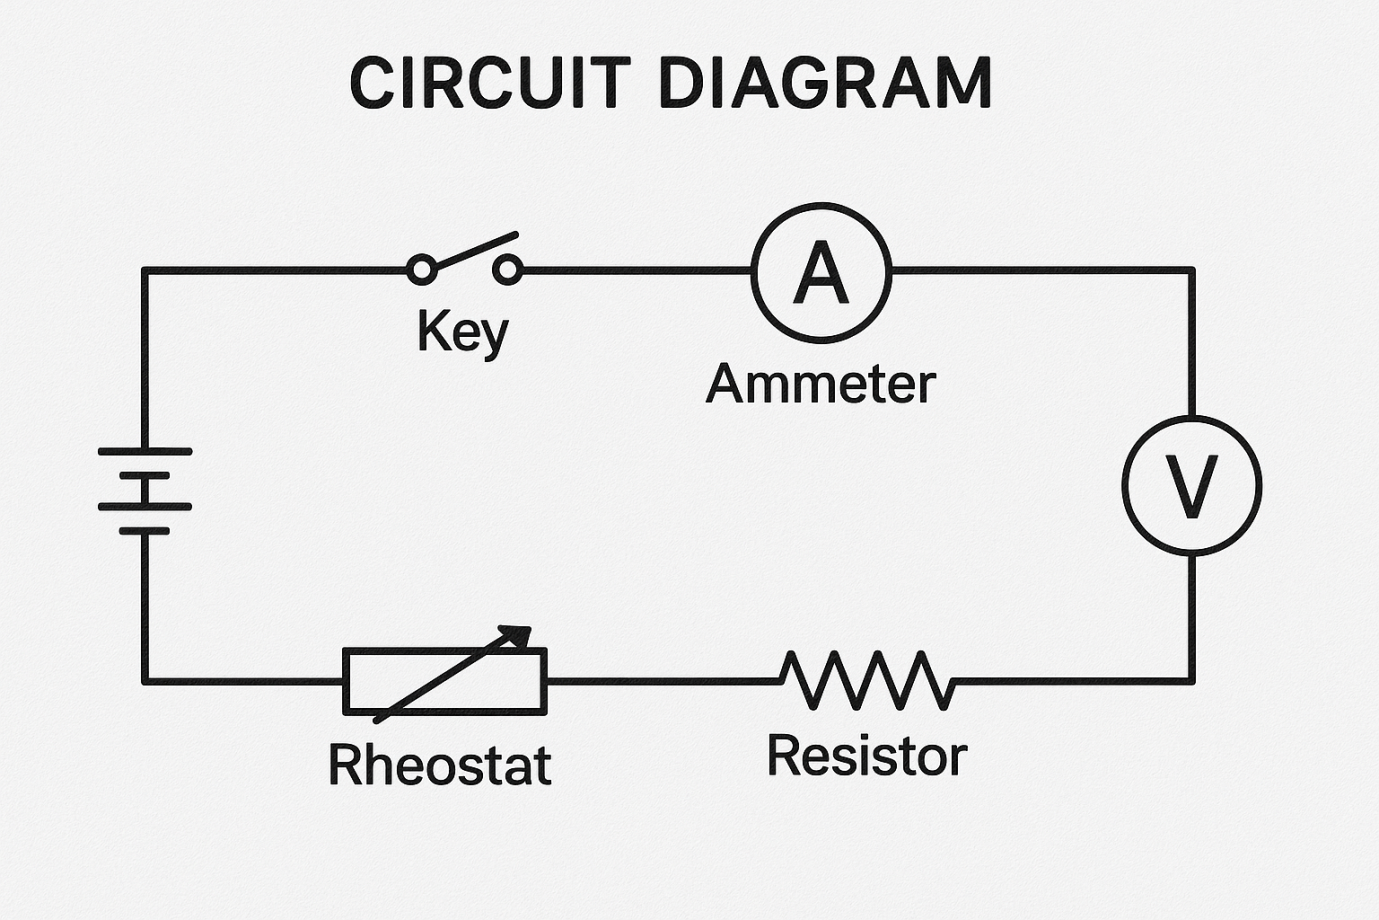 CIRCUIT DIAGRAM
Key
A
Ammeter
V
Rheostat
Resistor